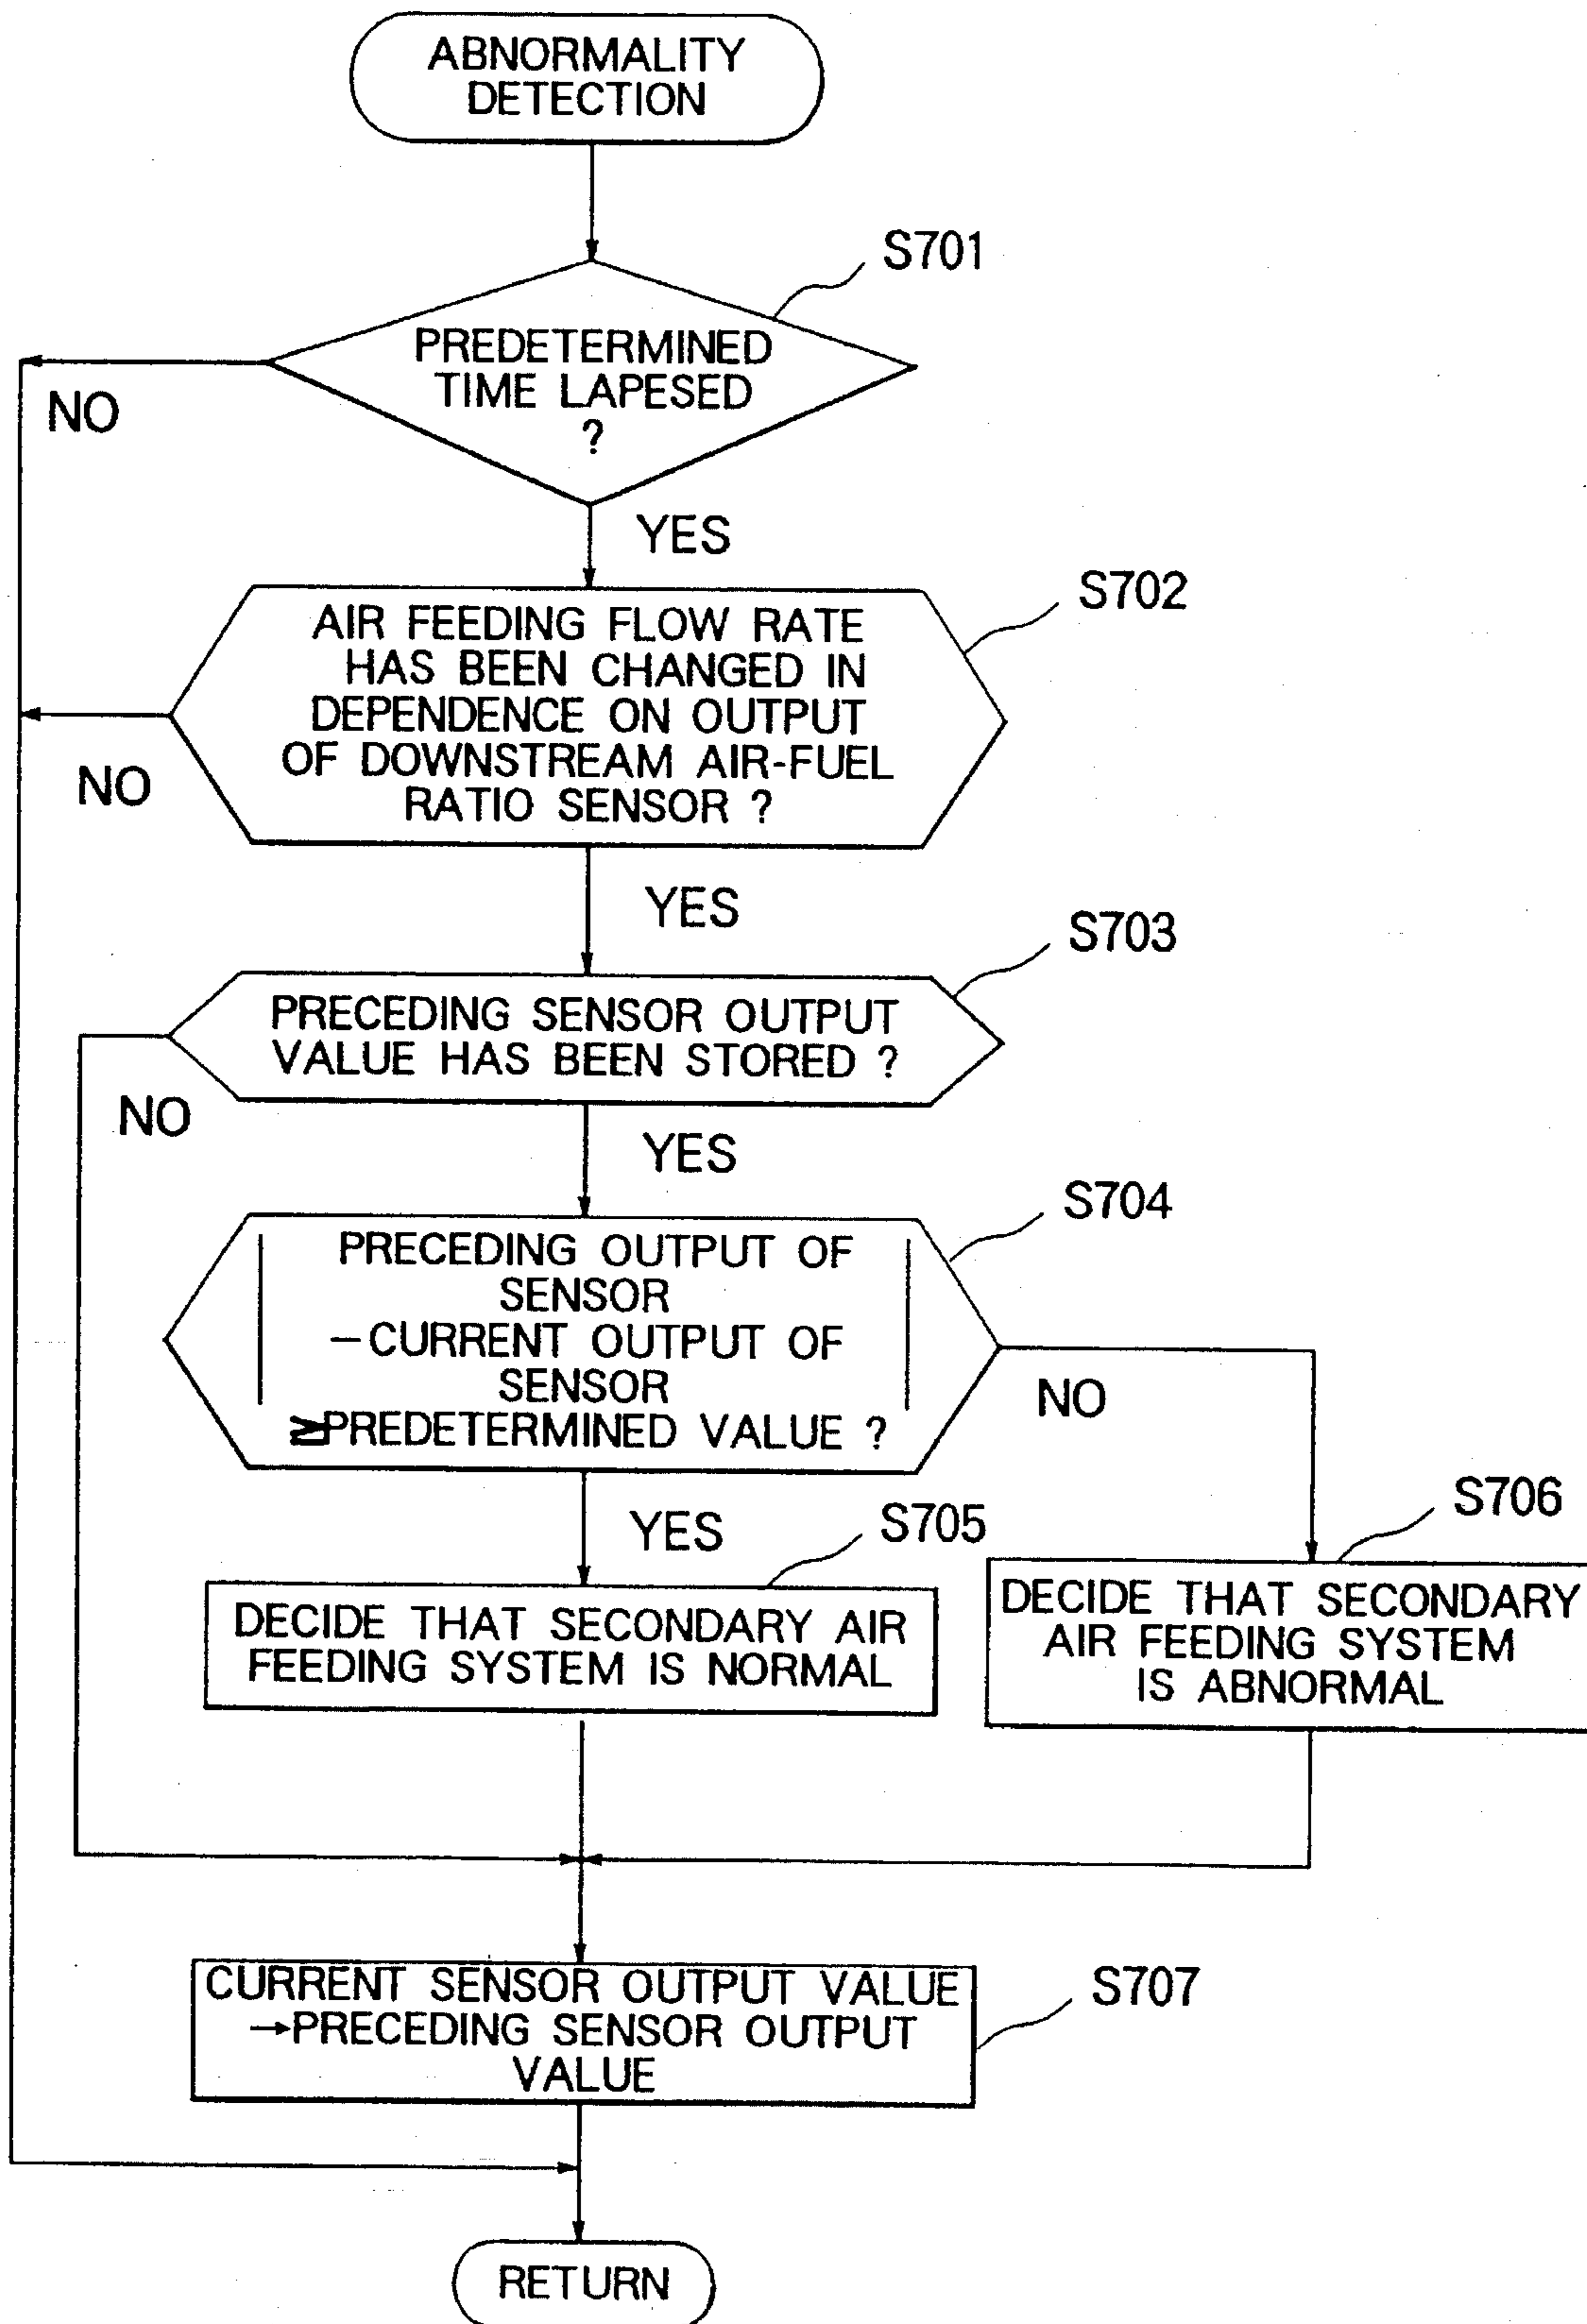 ABNORMALITY
DETECTION
S701
PREDETERMINED
TIME LAPESED
?
NO
YES
S702
AIR FEEDING FLOW RATE
HAS BEEN CHANGED IN
DEPENDENCE ON OUTPUT
OF DOWNSTREAM AIR-FUEL
RATIO SENSOR ?
NO
YES
S703
PRECEDING SENSOR OUTPUT
VALUE HAS BEEN STORED ?
NO
YES
S704
PRECEDING OUTPUT OF
SENSOR
-CURRENT OUTPUT OF
SENSOR
≧PREDETERMINED VALUE ?
NO
YES
S705
S706
DECIDE THAT SECONDARY AIR
FEEDING SYSTEM IS NORMAL
DECIDE THAT SECONDARY
AIR FEEDING SYSTEM
IS ABNORMAL
CURRENT SENSOR OUTPUT VALUE
→PRECEDING SENSOR OUTPUT
VALUE
S707
RETURN